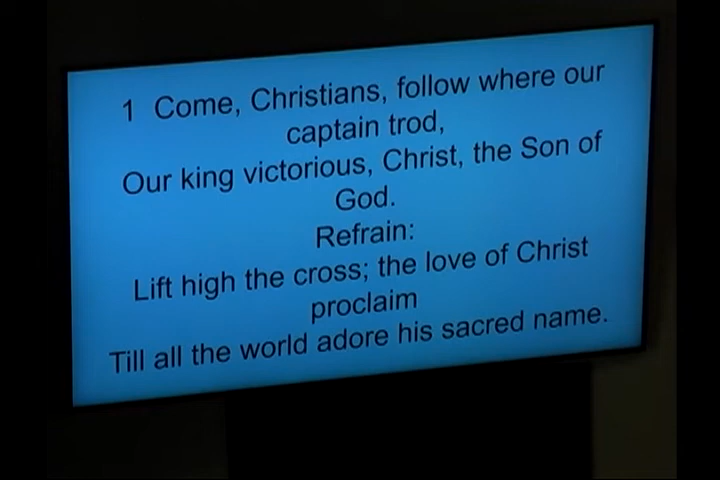 1 Come, Christians, follow where our
captain trod,
Our king victorious, Christ, the Son of
God.
Refrain:
Lift high the cross; the love of Christ
proclaim
Till all the world adore his sacred name.